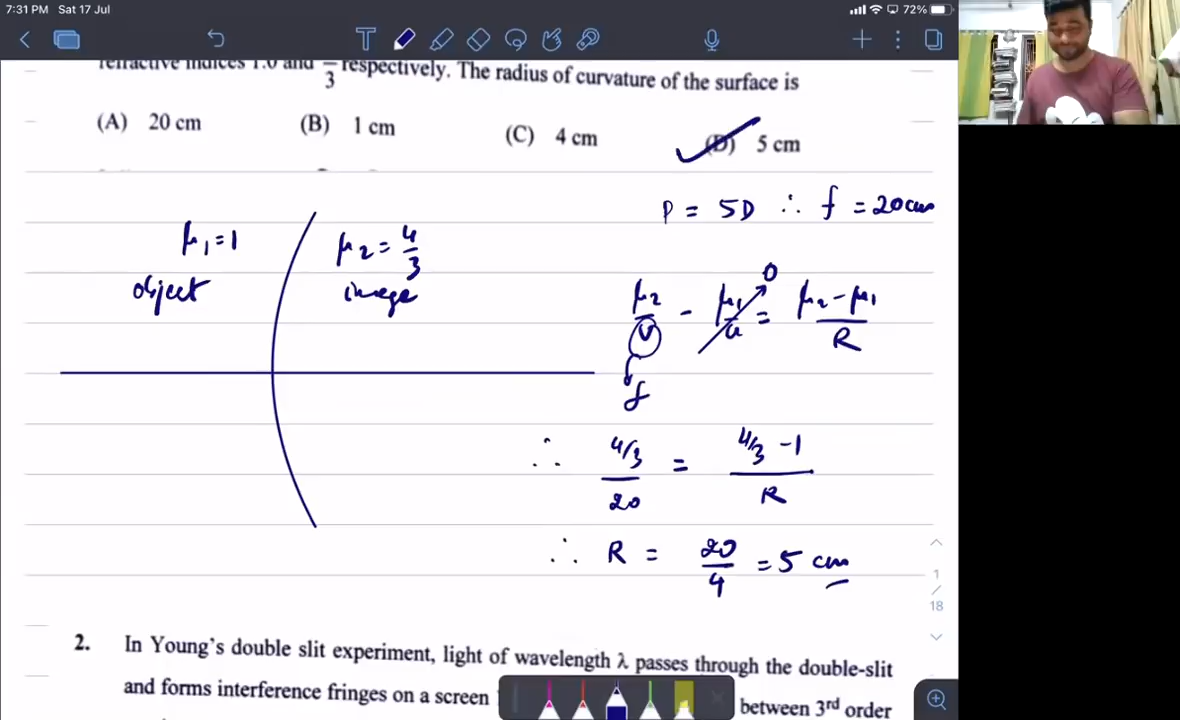 7:31 PM Sat 17 Jul
72%
refractive indices 1.0 and 4/3 respectively. The radius of curvature of the surface is
(A) 20 cm (B) 1 cm (C) 4 cm (D) 5 cm
P = 5D ∴ f = 20cm
μ₁=1 μ₂ = 4/3
object image
μ₂/v - μ₁/u = μ₂-μ₁/R
0
f
∴ 4/3/20 = 4/3 -1/R
∴ R = 20/4 = 5 cm
1/18
2. In Young's double slit experiment, light of wavelength λ passes through the double-slit
and forms interference fringes on a screen between 3rd order